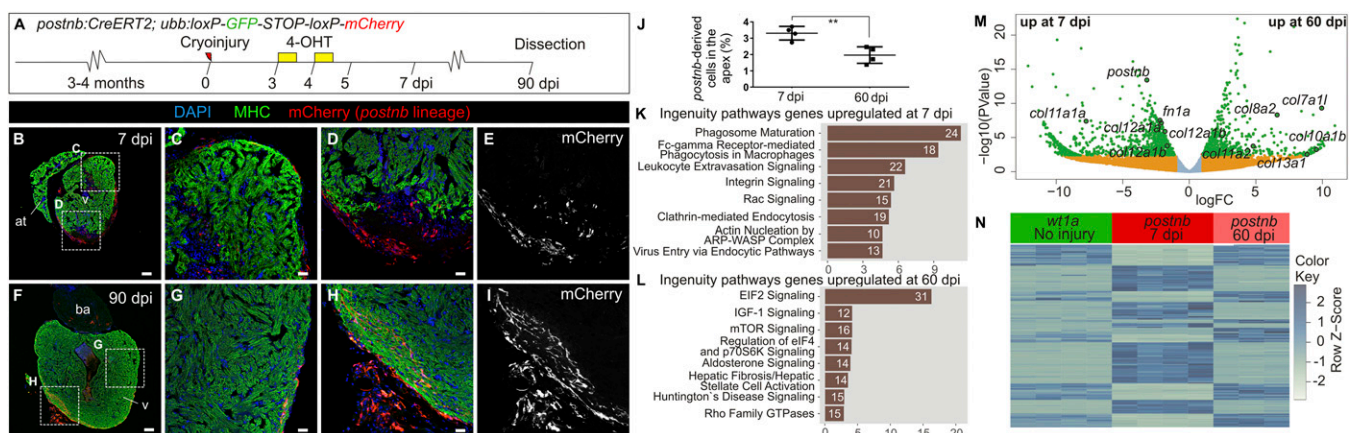 A postnb:CreERT2; ubb:loxP-GFP-STOP-loxP-mCherry
Cryoinjury 4-OHT Dissection
3-4 months 0 3 4 5 7 dpi 90 dpi
DAPI MHC mCherry (postnb lineage)
B 7 dpi
C
D
v
at
C
D
E mCherry
F 90 dpi
ba
G
H
v
G
H
I mCherry
J
postnb-derived
cells in the
apex (%)
**
4
3
2
1
0
7 dpi 60 dpi
K Ingenuity pathways genes upregulated at 7 dpi
Phagosome Maturation 24
Fc-gamma Receptor-mediated
Phagocytosis in Macrophages 18
Leukocyte Extravasation Signaling 22
Integrin Signaling 21
Rac Signaling 15
Clathrin-mediated Endocytosis 19
Actin Nucleation by
ARP-WASP Complex 10
Virus Entry via Endocytic Pathways 13
0 3 6 9
L Ingenuity pathways genes upregulated at 60 dpi
EIF2 Signaling 31
IGF-1 Signaling 12
mTOR Signaling 16
Regulation of eIF4
and p70S6K Signaling 14
Aldosterone Signaling 14
Hepatic Fibrosis/Hepatic
Stellate Cell Activation 14
Huntington`s Disease Signaling 15
Rho Family GTPases 15
0 5 10 15 20
M
up at 7 dpi up at 60 dpi
−log10(PValue)
20
15
10
5
0
postnb
col11a1a
fn1a
col12a1a
col12a1b
col12a1b
col8a2
col7a1l
col10a1b
col11a2
col13a1
−10 −5 0 5 10
logFC
N
wt1a
No injury
postnb
7 dpi
postnb
60 dpi
Color
Key
2
1
0
−1
−2
Row Z−Score